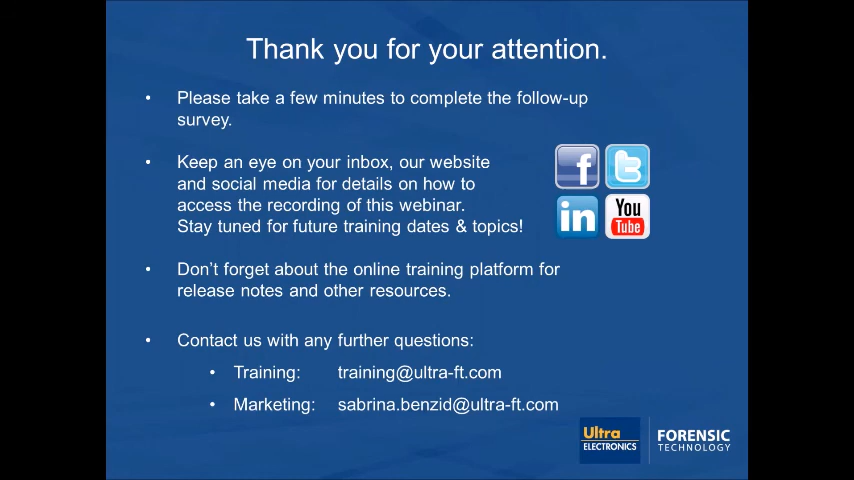 Thank you for your attention.
• Please take a few minutes to complete the follow-up
survey.
• Keep an eye on your inbox, our website
and social media for details on how to
access the recording of this webinar.
Stay tuned for future training dates & topics!
f t
in You
Tube
• Don't forget about the online training platform for
release notes and other resources.
• Contact us with any further questions:
• Training: training@ultra-ft.com
• Marketing: sabrina.benzid@ultra-ft.com
Ultra
ELECTRONICS
FORENSIC
TECHNOLOGY